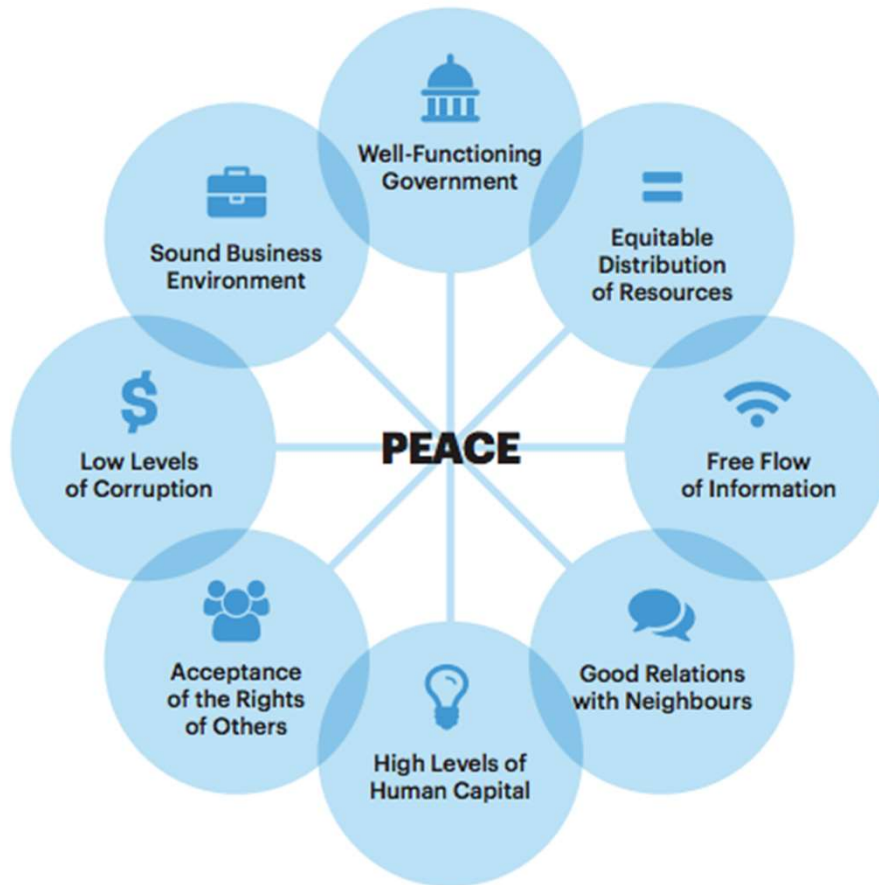 Well-Functioning
Government
Equitable
Distribution
of Resources
Free Flow
of Information
Good Relations
with Neighbours
High Levels of
Human Capital
Acceptance
of the Rights
of Others
$
Low Levels
of Corruption
Sound Business
Environment
PEACE